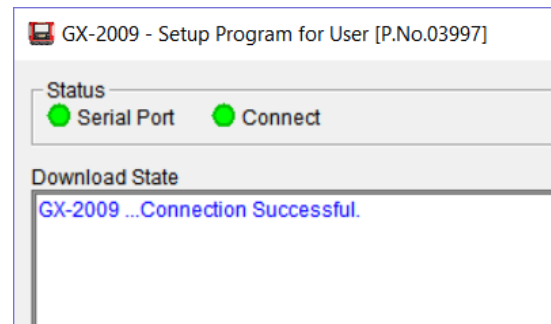 GX-2009 - Setup Program for User [P.No.03997]
Status
Serial Port Connect
Download State
GX-2009 ...Connection Successful.